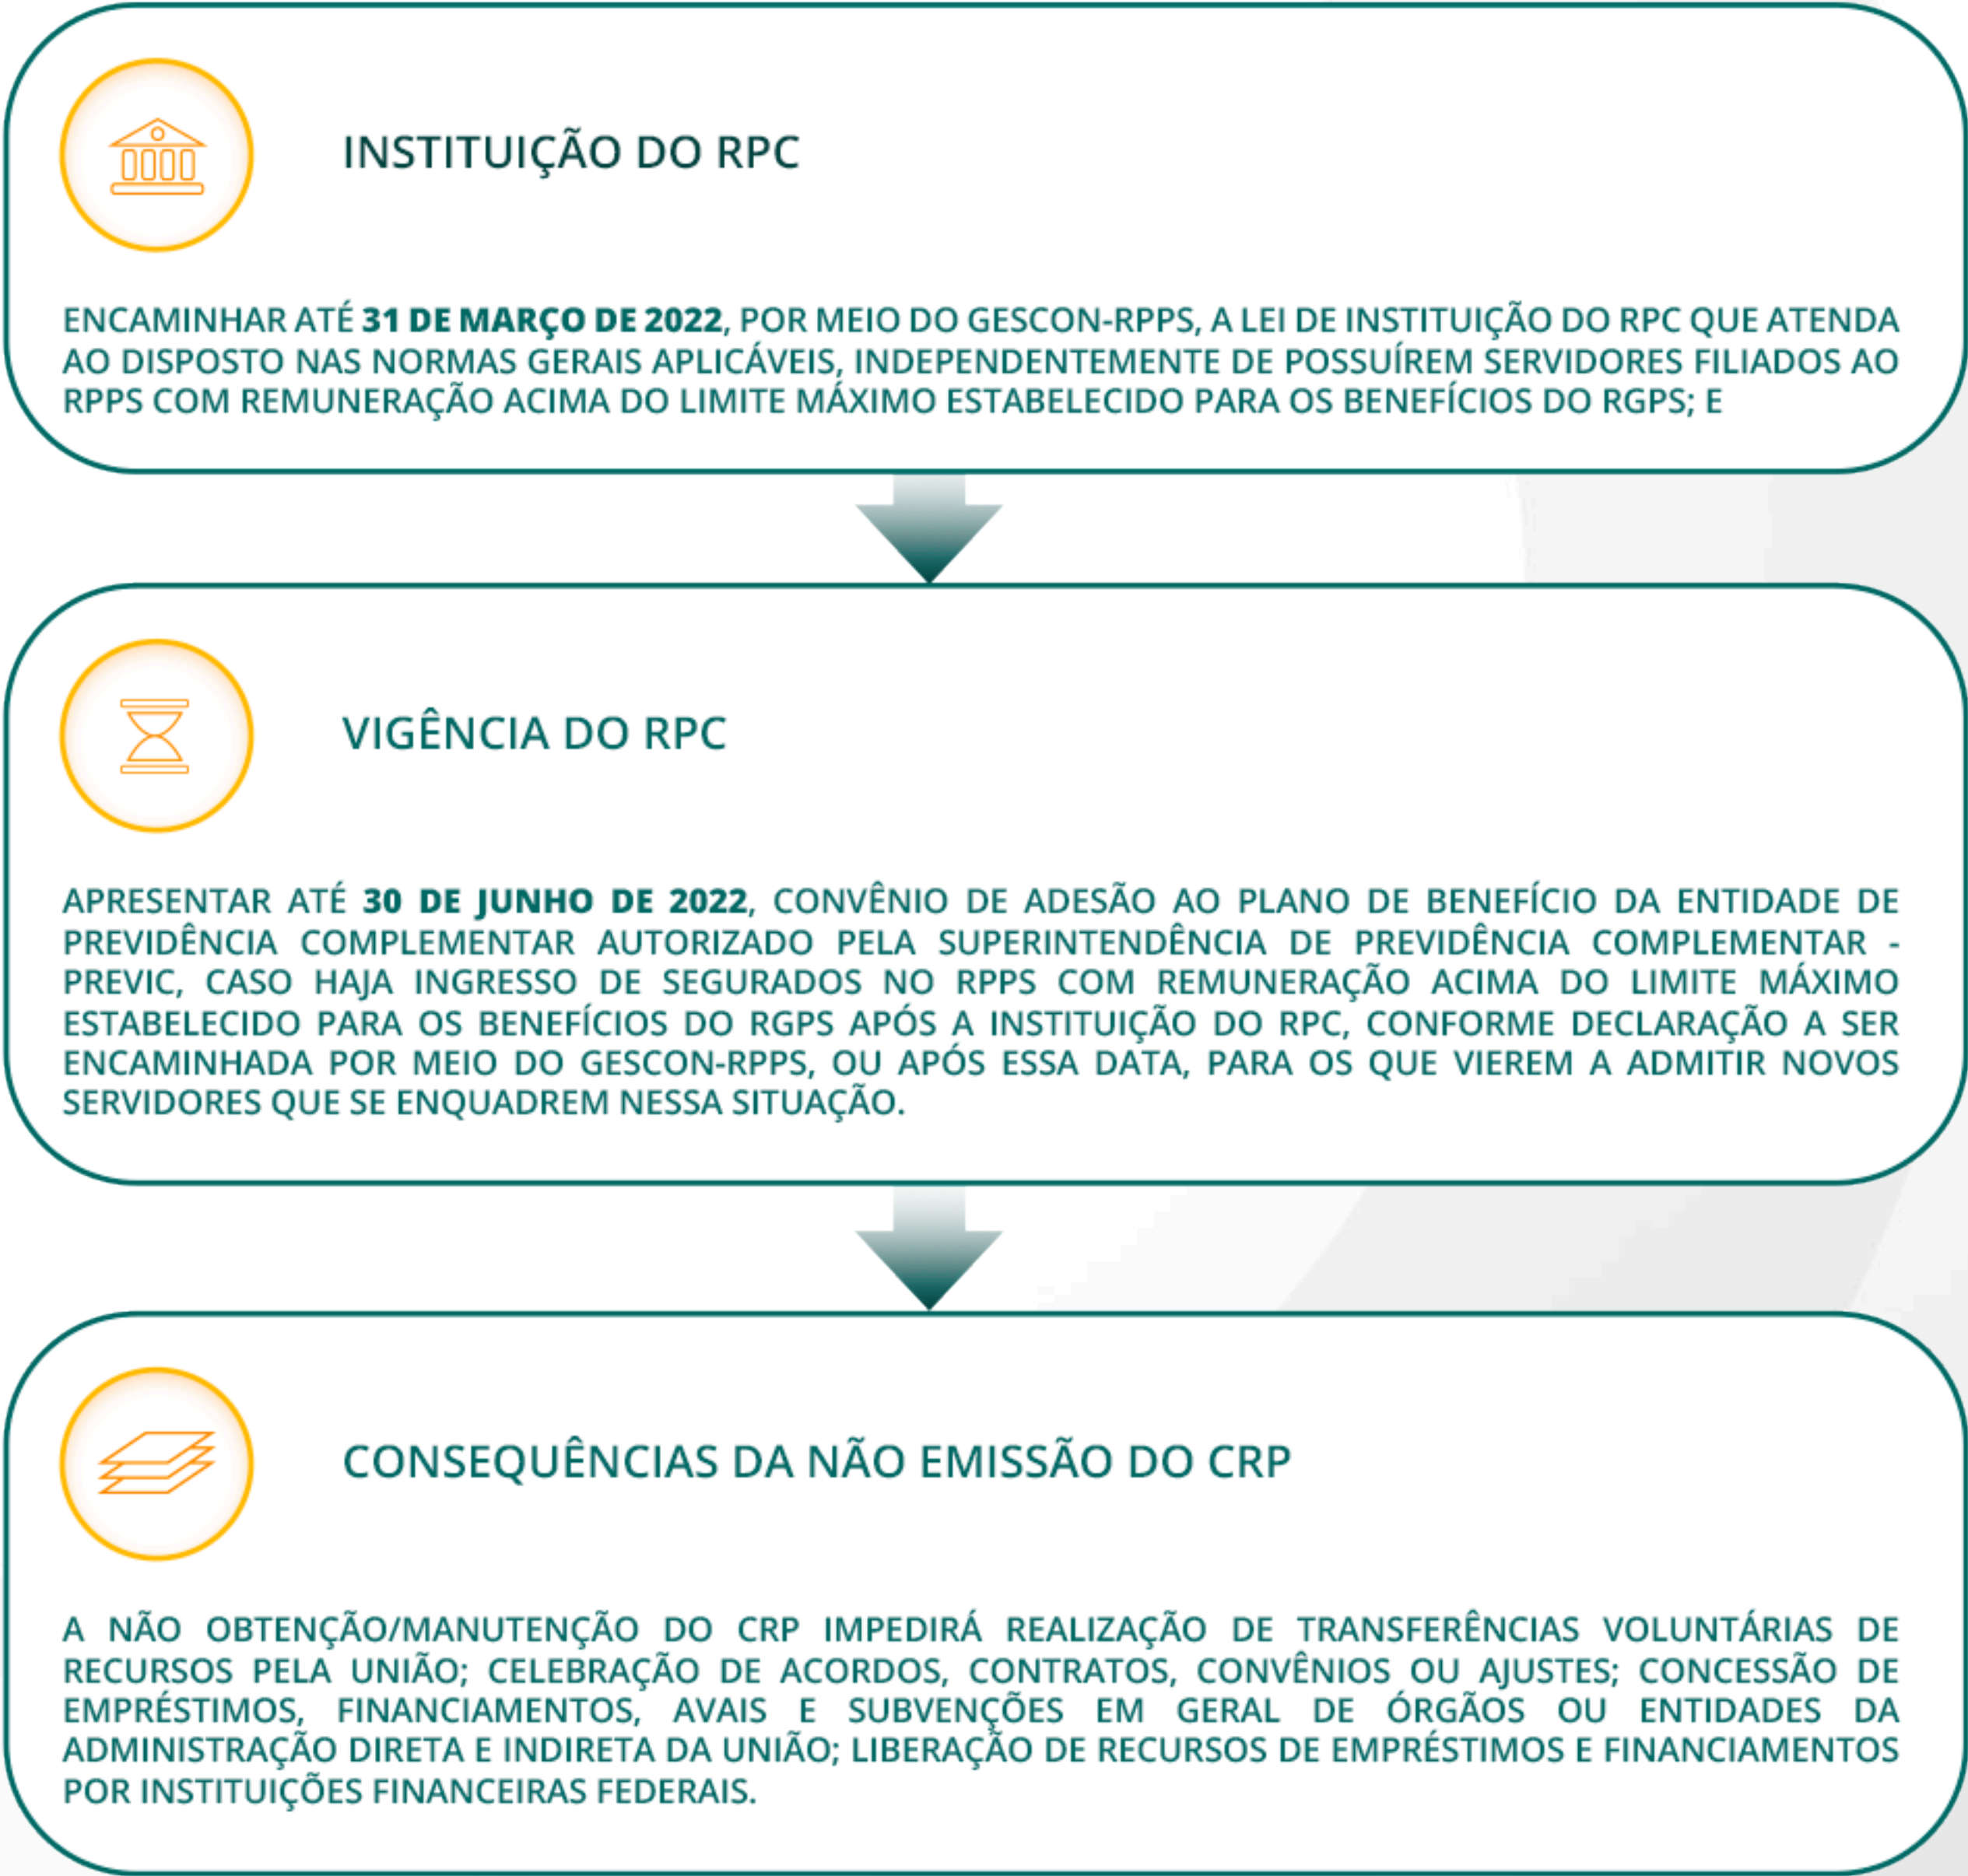 INSTITUIÇÃO DO RPC
ENCAMINHAR ATÉ 31 DE MARÇO DE 2022, POR MEIO DO GESCON-RPPS, A LEI DE INSTITUIÇÃO DO RPC QUE ATENDA
AO DISPOSTO NAS NORMAS GERAIS APLICÁVEIS, INDEPENDENTEMENTE DE POSSUÍREM SERVIDORES FILIADOS AO
RPPS COM REMUNERAÇÃO ACIMA DO LIMITE MÁXIMO ESTABELECIDO PARA OS BENEFÍCIOS DO RGPS; E
VIGÊNCIA DO RPC
APRESENTAR ATÉ 30 DE JUNHO DE 2022, CONVÊNIO DE ADESÃO AO PLANO DE BENEFÍCIO DA ENTIDADE DE
PREVIDÊNCIA COMPLEMENTAR AUTORIZADO PELA SUPERINTENDÊNCIA DE PREVIDÊNCIA COMPLEMENTAR -
PREVIC, CASO HAJA INGRESSO DE SEGURADOS NO RPPS COM REMUNERAÇÃO ACIMA DO LIMITE MÁXIMO
ESTABELECIDO PARA OS BENEFÍCIOS DO RGPS APÓS A INSTITUIÇÃO DO RPC, CONFORME DECLARAÇÃO A SER
ENCAMINHADA POR MEIO DO GESCON-RPPS, OU APÓS ESSA DATA, PARA OS QUE VIEREM A ADMITIR NOVOS
SERVIDORES QUE SE ENQUADREM NESSA SITUAÇÃO.
CONSEQUÊNCIAS DA NÃO EMISSÃO DO CRP
A NÃO OBTENÇÃO/MANUTENÇÃO DO CRP IMPEDIRÁ REALIZAÇÃO DE TRANSFERÊNCIAS VOLUNTÁRIAS DE
RECURSOS PELA UNIÃO; CELEBRAÇÃO DE ACORDOS, CONTRATOS, CONVÊNIOS OU AJUSTES; CONCESSÃO DE
EMPRÉSTIMOS, FINANCIAMENTOS, AVAIS E SUBVENÇÕES EM GERAL DE ÓRGÃOS OU ENTIDADES DA
ADMINISTRAÇÃO DIRETA E INDIRETA DA UNIÃO; LIBERAÇÃO DE RECURSOS DE EMPRÉSTIMOS E FINANCIAMENTOS
POR INSTITUIÇÕES FINANCEIRAS FEDERAIS.